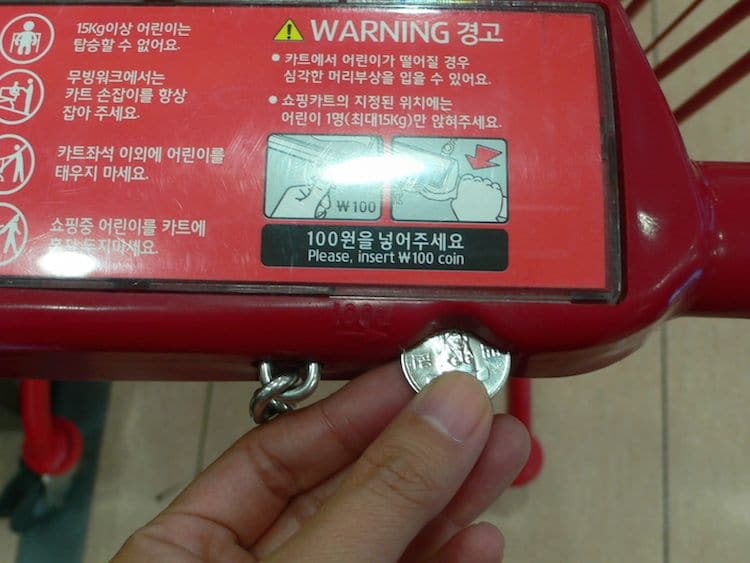 15Kg이상 어린이는
탑승할 수 없어요.
무빙워크에서는
카트 손잡이를 항상
잡아 주세요.
카트좌석 이외에 어린이를
태우지 마세요.
쇼핑중 어린이를 카트에
두지마세요.
WARNING 경고
• 카트에서 어린이가 떨어질 경우
심각한 머리부상을 입을 수 있어요.
• 쇼핑카트의 지정된 위치에는
어린이 1명(최대15Kg)만 앉혀주세요.
₩100
100원을 넣어주세요
Please, insert ₩100 coin